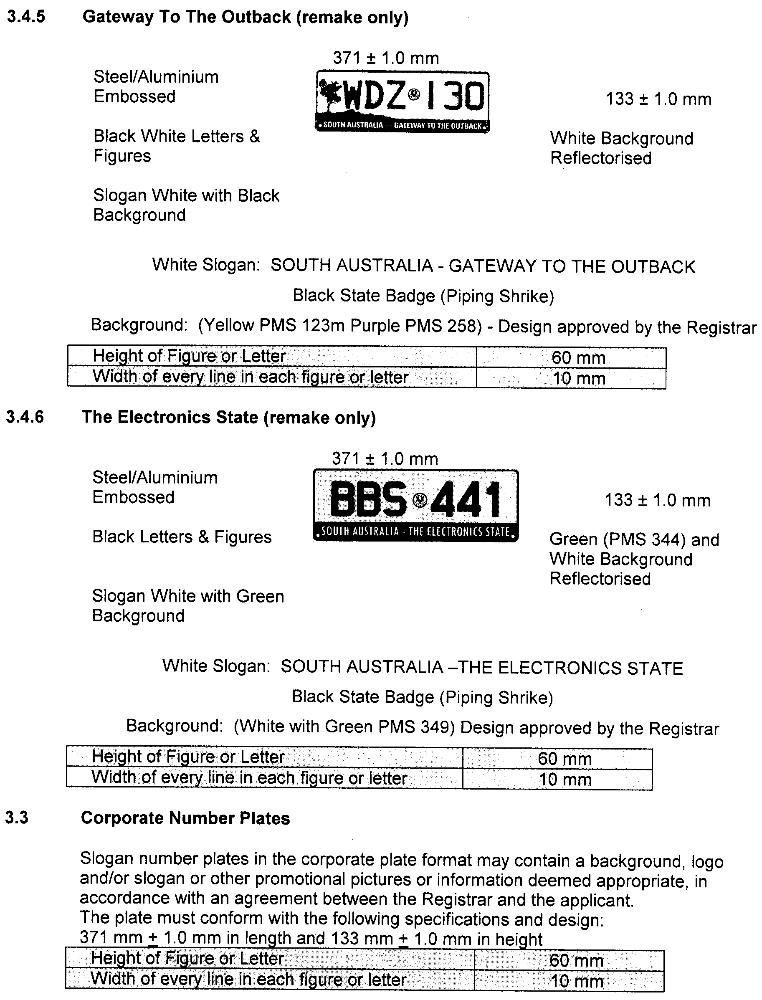 3.4.5 Gateway To The Outback (remake only)
371 ± 1.0 mm
Steel/Aluminium
Embossed
WDZ 130
SOUTH AUSTRALIA — GATEWAY TO THE OUTBACK
133 ± 1.0 mm
Black White Letters &
Figures
White Background
Reflectorised
Slogan White with Black
Background
White Slogan: SOUTH AUSTRALIA - GATEWAY TO THE OUTBACK
Black State Badge (Piping Shrike)
Background: (Yellow PMS 123m Purple PMS 258) - Design approved by the Registrar
Height of Figure or Letter 60 mm
Width of every line in each figure or letter 10 mm
3.4.6 The Electronics State (remake only)
371 ± 1.0 mm
Steel/Aluminium
Embossed
BBS 441
SOUTH AUSTRALIA - THE ELECTRONICS STATE
133 ± 1.0 mm
Black Letters & Figures
Green (PMS 344) and
White Background
Reflectorised
Slogan White with Green
Background
White Slogan: SOUTH AUSTRALIA –THE ELECTRONICS STATE
Black State Badge (Piping Shrike)
Background: (White with Green PMS 349) Design approved by the Registrar
Height of Figure or Letter 60 mm
Width of every line in each figure or letter 10 mm
3.3 Corporate Number Plates
Slogan number plates in the corporate plate format may contain a background, logo
and/or slogan or other promotional pictures or information deemed appropriate, in
accordance with an agreement between the Registrar and the applicant.
The plate must conform with the following specifications and design:
371 mm ± 1.0 mm in length and 133 mm ± 1.0 mm in height
Height of Figure or Letter 60 mm
Width of every line in each figure or letter 10 mm